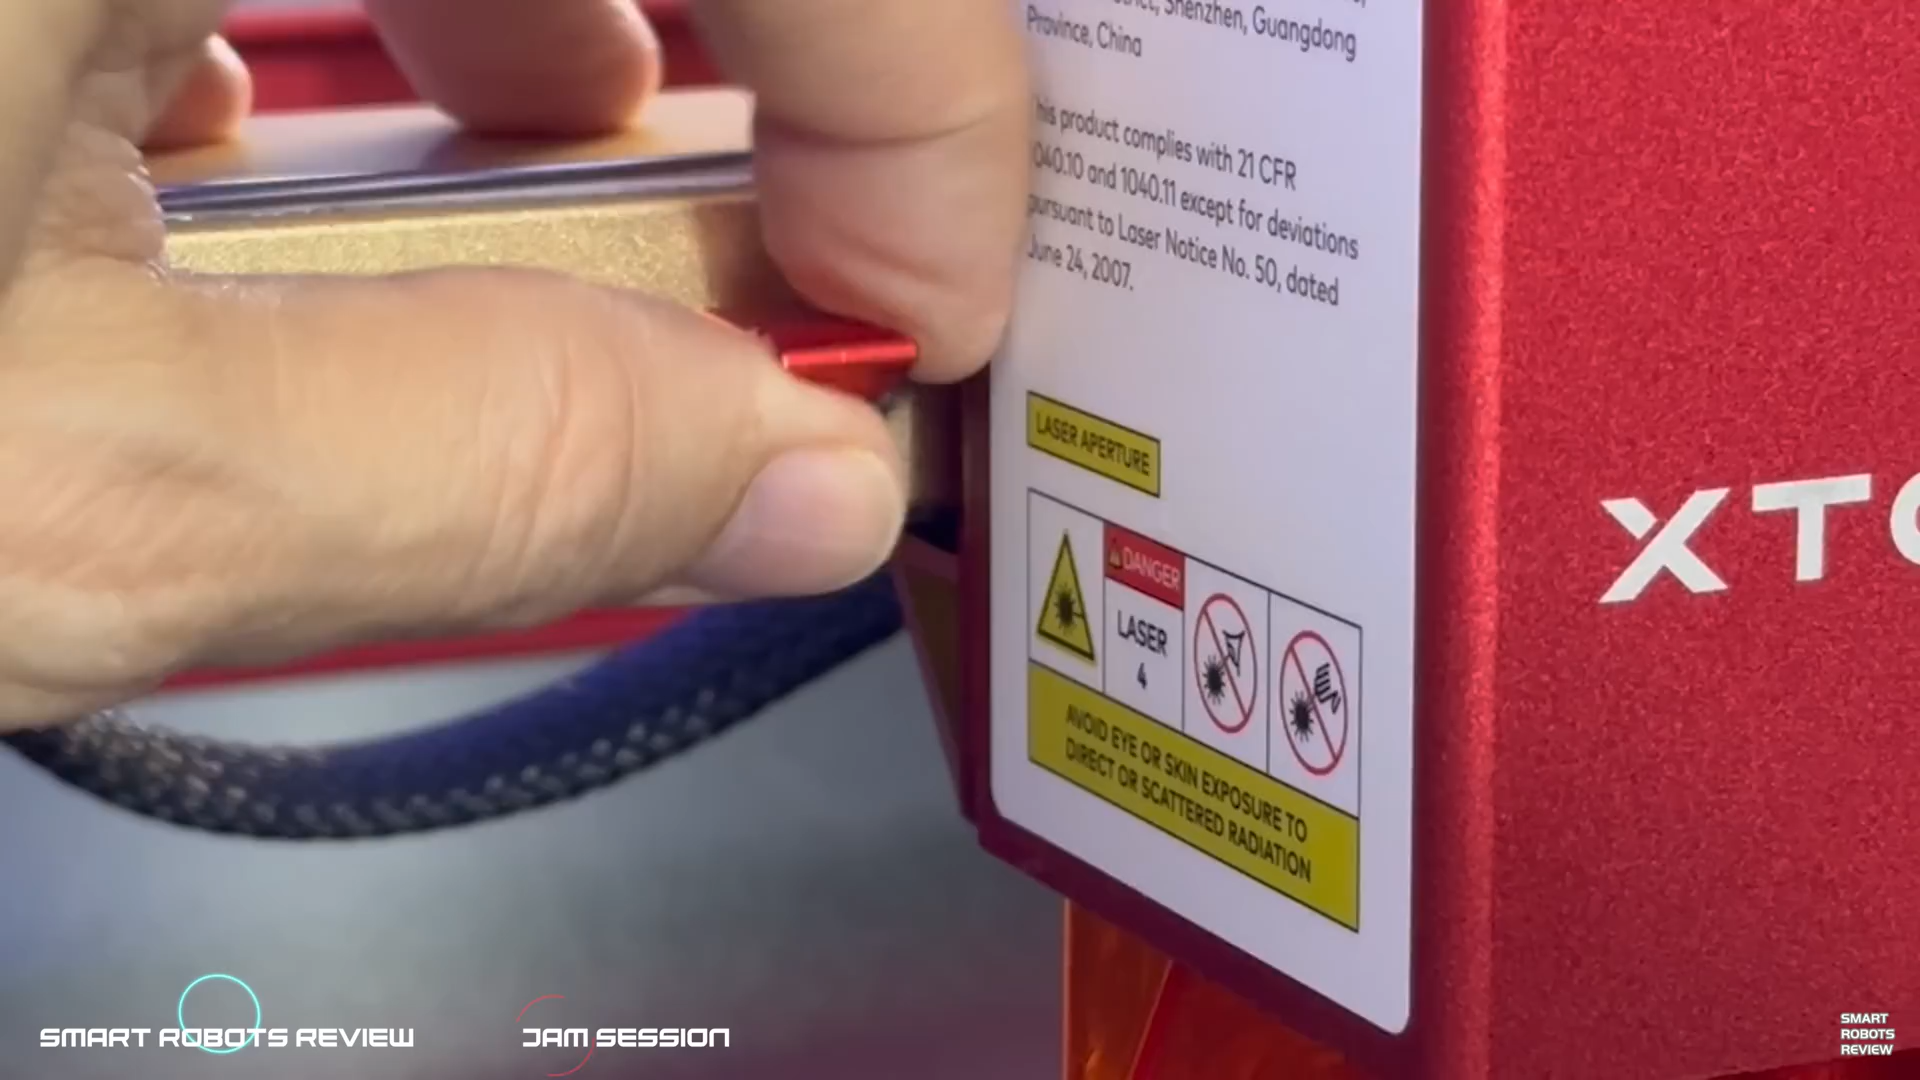 Shenzhen, Guangdong
Province, China
his product complies with 21 CFR
1040.10 and 1040.11 except for deviations
pursuant to Laser Notice No. 50, dated
June 24, 2007.
LASER APERTURE
DANGER
LASER
4
AVOID EYE OR SKIN EXPOSURE TO
DIRECT OR SCATTERED RADIATION
XTO
SMART ROBOTS REVIEW
JAM SESSION
SMART
ROBOTS
REVIEW